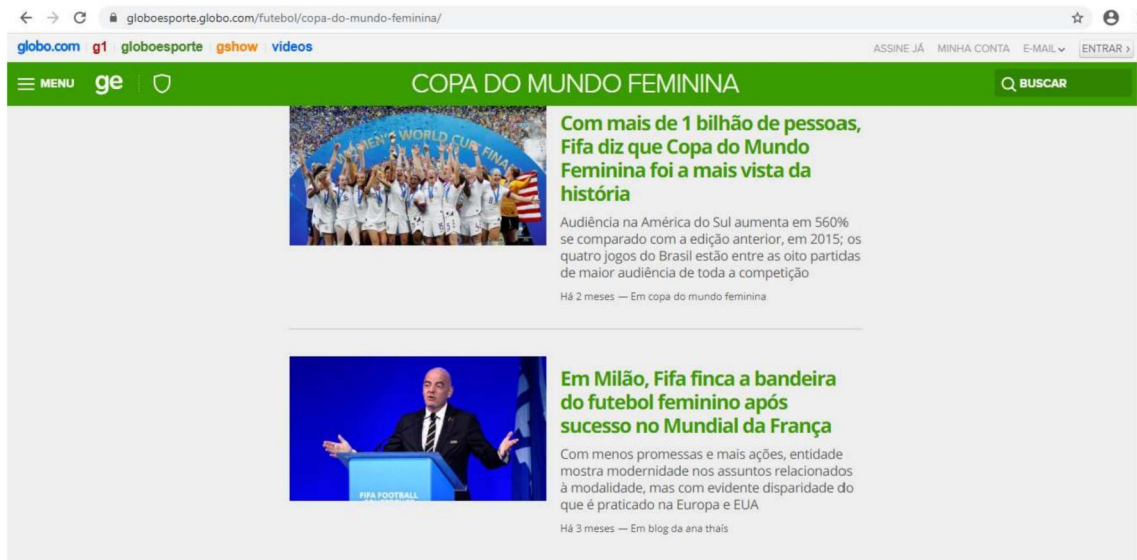 globoesporte.globo.com/futebol/copa-do-mundo-feminina/
globo.com g1 globoesporte gshow videos ASSINE JÁ MINHA CONTA E-MAIL ENTRAR >
MENU ge COPA DO MUNDO FEMININA BUSCAR
WOMEN'S WORLD CUP FINAL
Com mais de 1 bilhão de pessoas,
Fifa diz que Copa do Mundo
Feminina foi a mais vista da
história
Audiência na América do Sul aumenta em 560%
se comparado com a edição anterior, em 2015; os
quatro jogos do Brasil estão entre as oito partidas
de maior audiência de toda a competição
Há 2 meses — Em copa do mundo feminina
FIFA FOOTBALL
Em Milão, Fifa finca a bandeira
do futebol feminino após
sucesso no Mundial da França
Com menos promessas e mais ações, entidade
mostra modernidade nos assuntos relacionados
à modalidade, mas com evidente disparidade do
que é praticado na Europa e EUA
Há 3 meses — Em blog da ana thaís